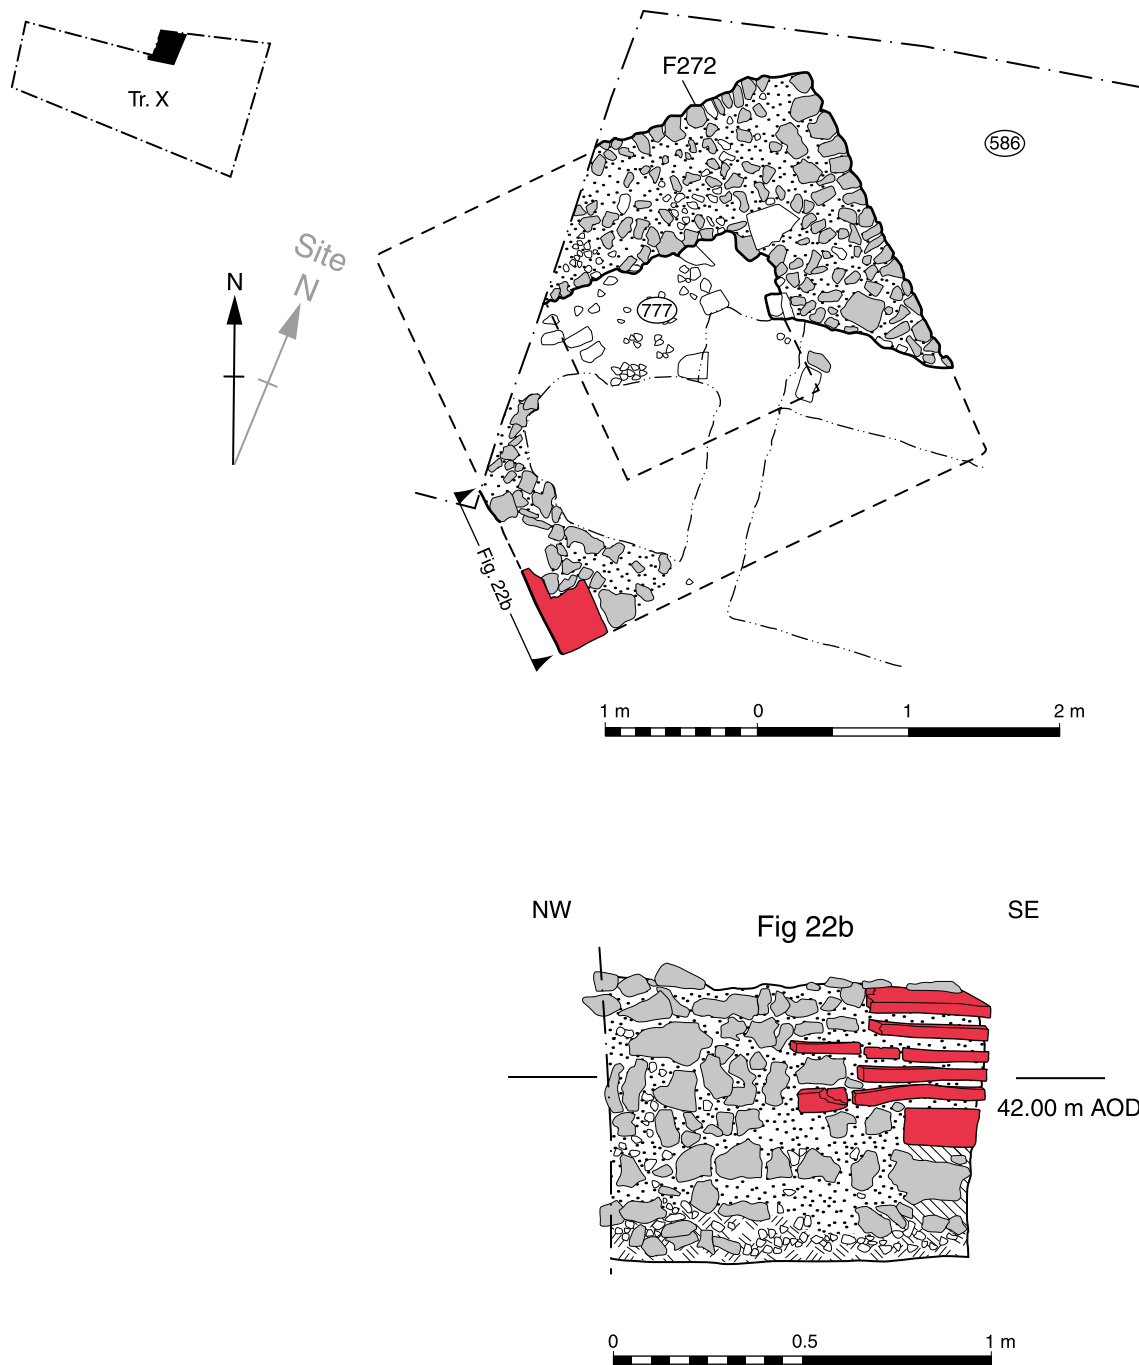 F272
586
Tr. X
Site
N
N
777
Fig. 22b
1 m 0 1 2 m
NW
Fig 22b
SE
42.00 m AOD
0 0.5 1 m